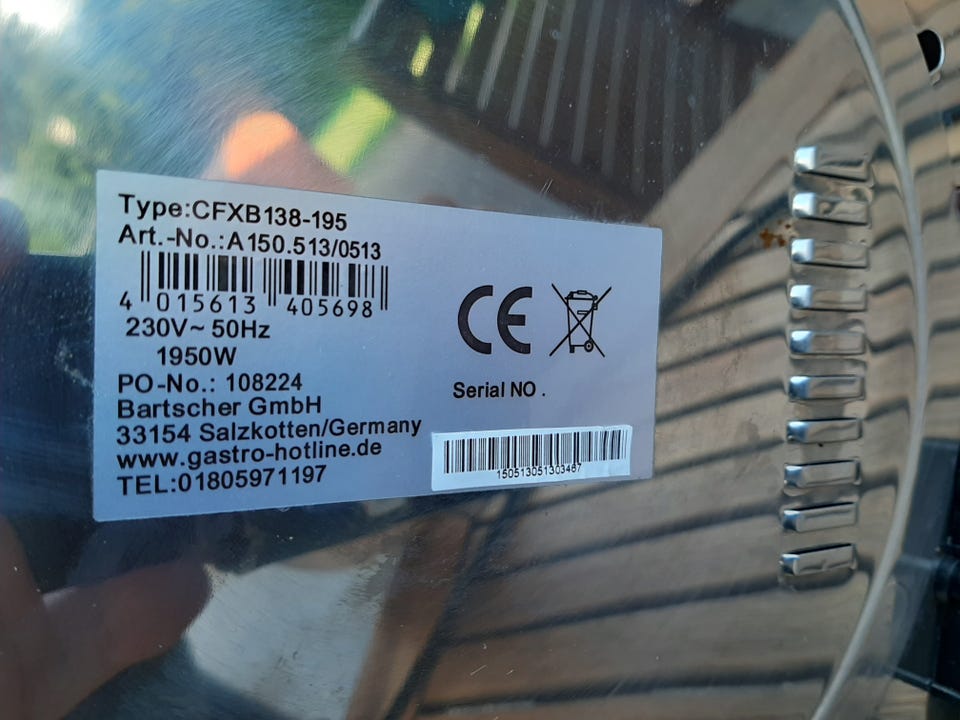 Type:CFXB138-195
Art.-No.:A150.513/0513
4 015613 405698
230V~ 50Hz
1950W
PO-No.: 108224
Bartscher GmbH
33154 Salzkotten/Germany
www.gastro-hotline.de
TEL:01805971197
CE
Serial NO .
150513051303467